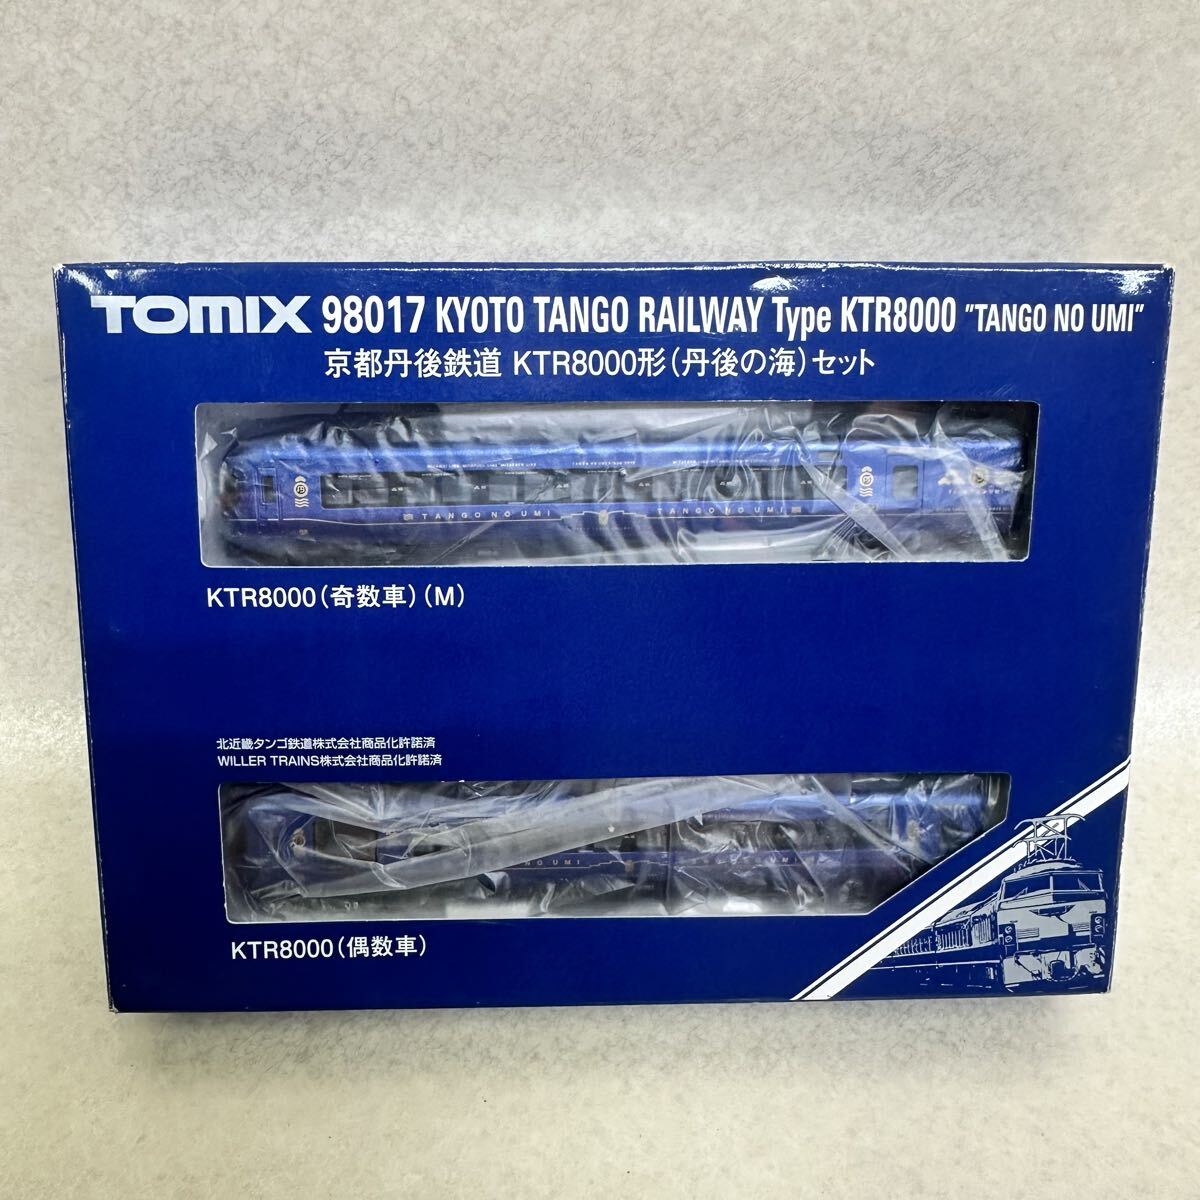 TOMIX 98017 KYOTO TANGO RAILWAY Type KTR8000 "TANGO NO UMI"
京都丹後鉄道 KTR8000形(丹後の海)セット
TANGO NO UMI TANGO NO UMI
KTR8000(奇数車)(M)
北近畿タンゴ鉄道株式会社商品化許諾済
WILLER TRAINS株式会社商品化許諾済
NO UMI
KTR8000(偶数車)